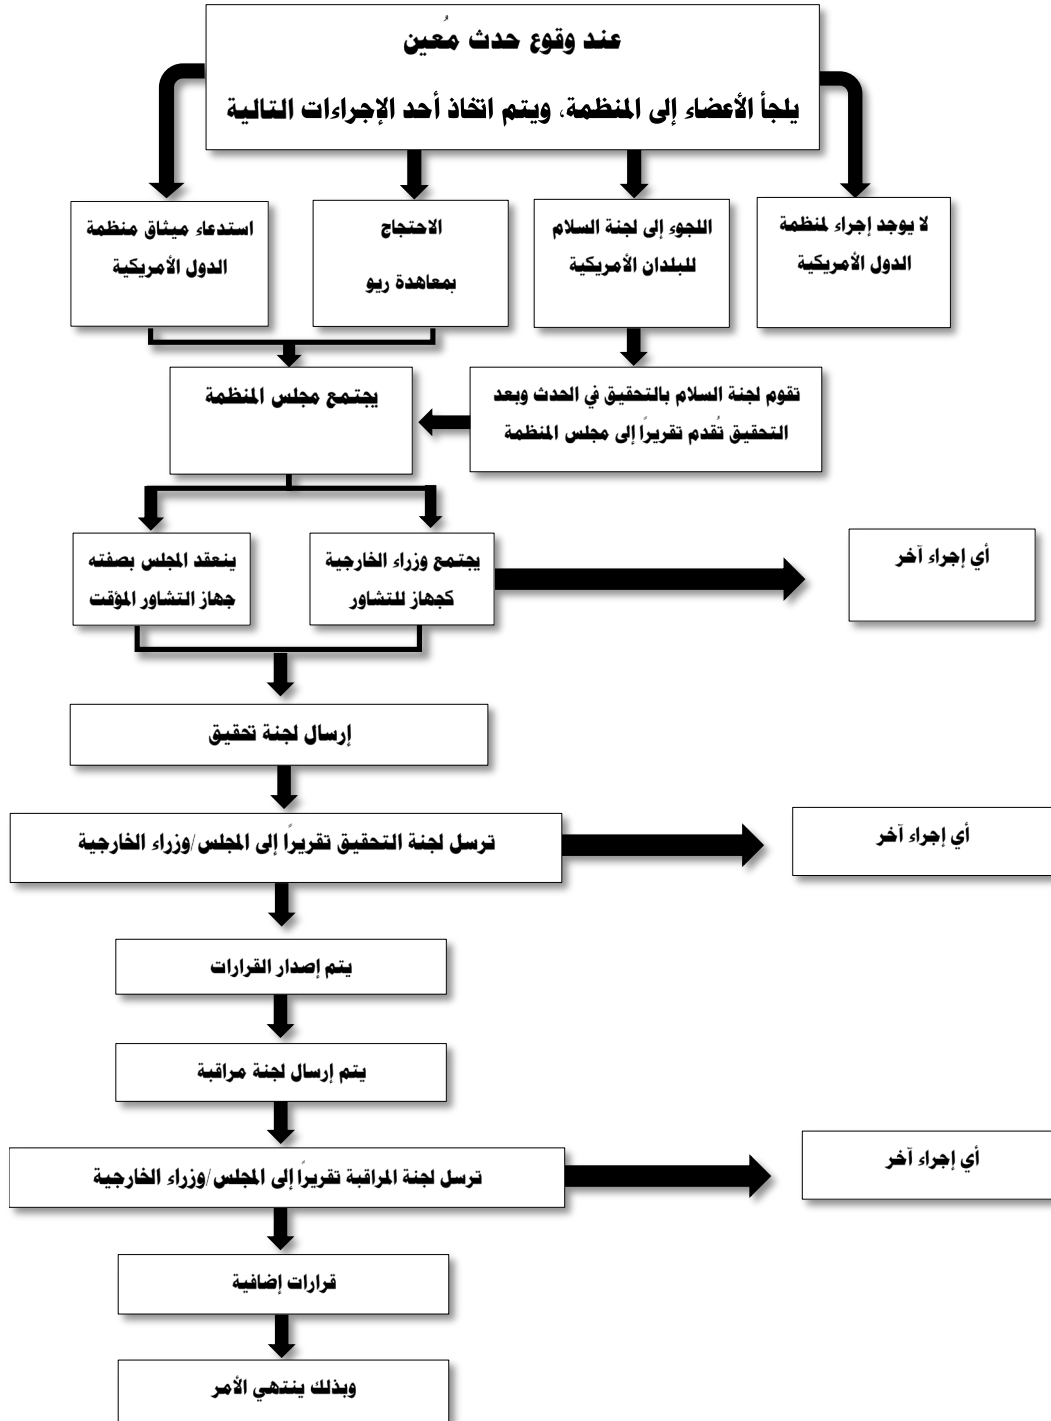 عند وقوع حدث مُعين
يلجأ الأعضاء إلى المنظمة، ويتم اتخاذ أحد الإجراءات التالية
لا يوجد إجراء لمنظمة
الدول الأمريكية
اللجوء إلى لجنة السلام
للبلدان الأمريكية
الاحتجاج
بمعاهدة ريو
استدعاء ميثاق منظمة
الدول الأمريكية
تقوم لجنة السلام بالتحقيق في الحدث وبعد
التحقيق تُقدم تقريرًا إلى مجلس المنظمة
يجتمع مجلس المنظمة
أي إجراء آخر
يجتمع وزراء الخارجية
كجهاز للتشاور
ينعقد المجلس بصفته
جهاز التشاور المؤقت
إرسال لجنة تحقيق
أي إجراء آخر
ترسل لجنة التحقيق تقريرًا إلى المجلس/وزراء الخارجية
يتم إصدار القرارات
يتم إرسال لجنة مراقبة
أي إجراء آخر
ترسل لجنة المراقبة تقريرًا إلى المجلس/وزراء الخارجية
قرارات إضافية
وبذلك ينتهي الأمر